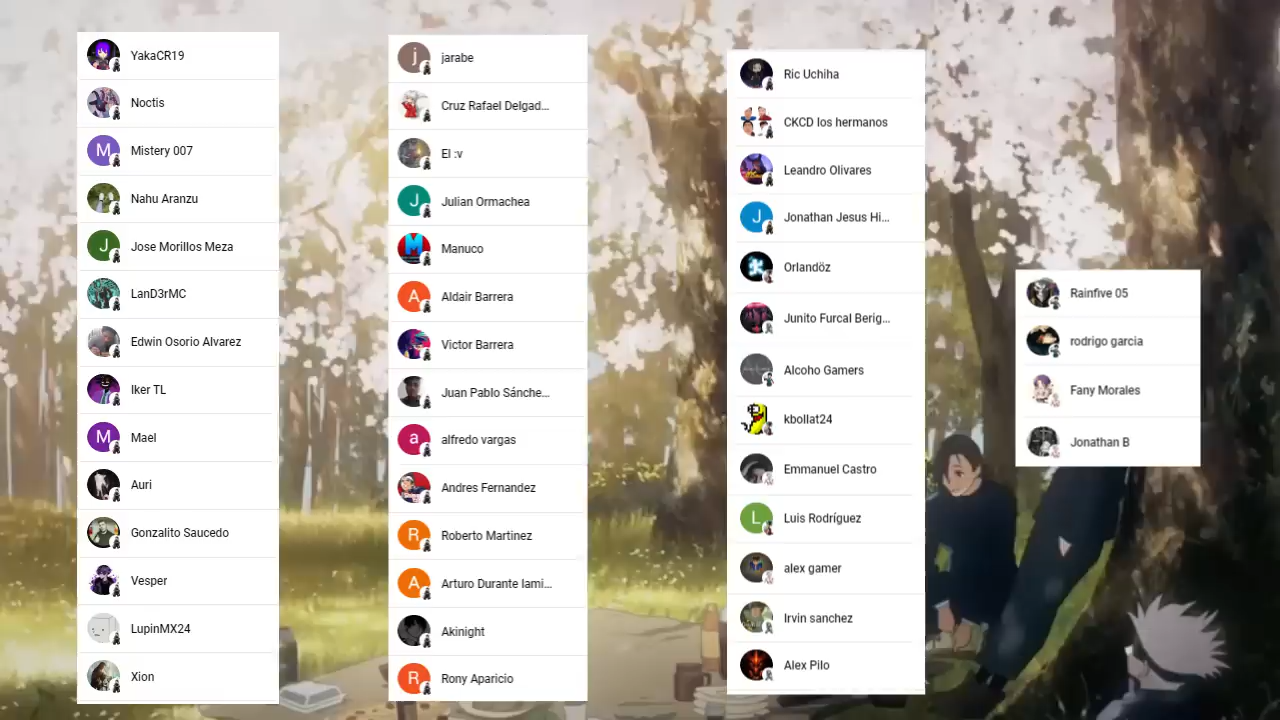 YakaCR19
Noctis
M
Mistery 007
Nahu Aranzu
J
Jose Morillos Meza
LanD3rMC
Edwin Osorio Alvarez
Iker TL
M
Mael
Auri
Gonzalito Saucedo
Vesper
LupinMX24
Xion
j
jarabe
Cruz Rafael Delgad...
El :v
J
Julian Ormachea
M
Manuco
A
Aldair Barrera
Victor Barrera
Juan Pablo Sánche...
a
alfredo vargas
Andres Fernandez
R
Roberto Martinez
A
Arturo Durante Iami...
Akinight
R
Rony Aparicio
Ric Uchiha
CKCD los hermanos
Leandro Olivares
J
Jonathan Jesus Hi...
Orlandöz
Junito Furcal Berig...
Alcoho Gamers
kbollat24
Emmanuel Castro
L
Luis Rodríguez
alex gamer
Irvin sanchez
Alex Pilo
Rainfive 05
rodrigo garcia
Fany Morales
Jonathan B